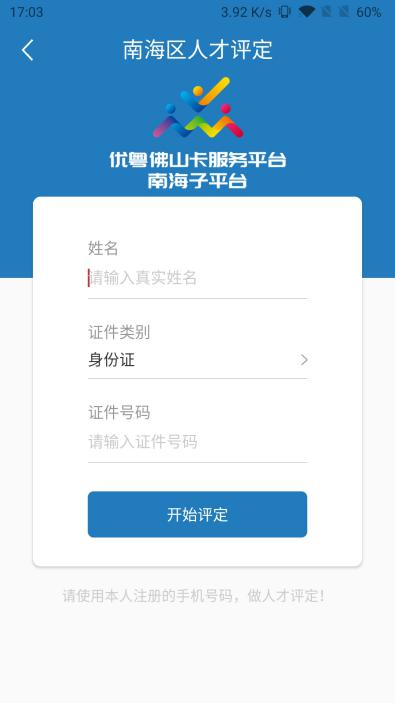 17:03 3.92 K/s 60%
南海区人才评定
优粤佛山卡服务平台
南海子平台
姓名
请输入真实姓名
证件类别
身份证
证件号码
请输入证件号码
开始评定
请使用本人注册的手机号码，做人才评定！